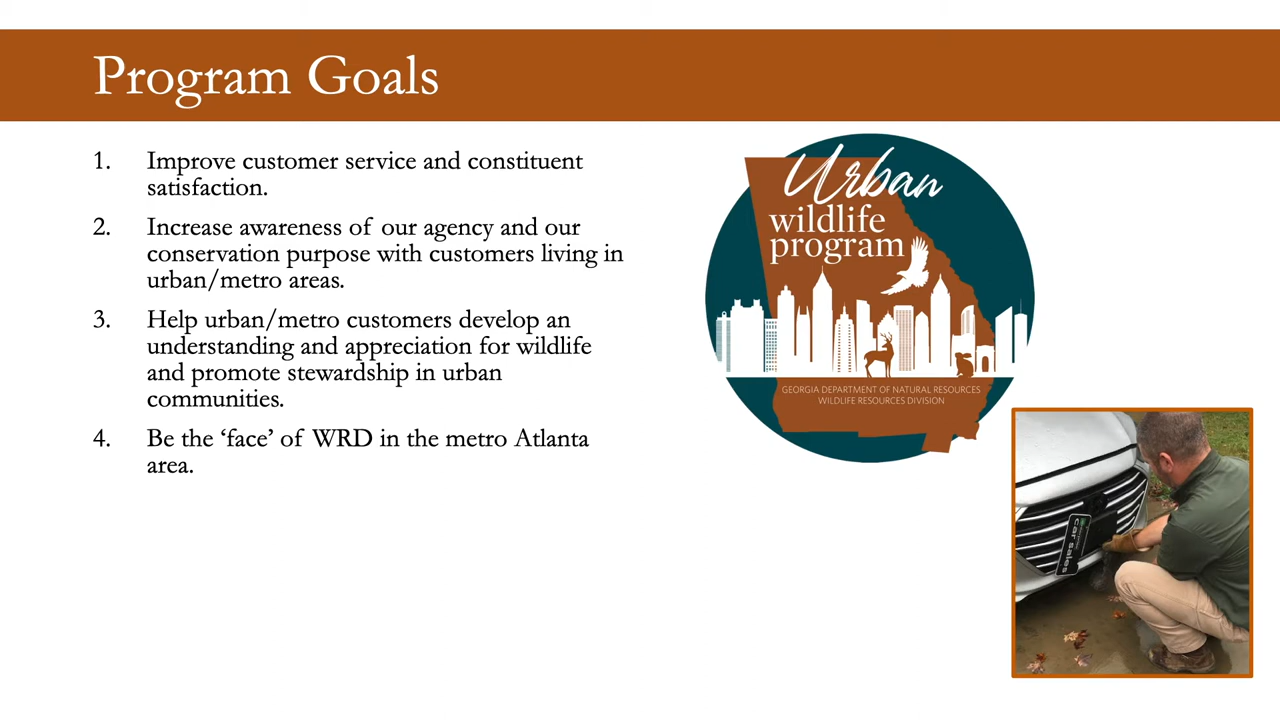 Program Goals
1. Improve customer service and constituent
satisfaction.
2. Increase awareness of our agency and our
conservation purpose with customers living in
urban/metro areas.
3. Help urban/metro customers develop an
understanding and appreciation for wildlife
and promote stewardship in urban
communities.
4. Be the ‘face’ of WRD in the metro Atlanta
area.
Urban
wildlife
program
GEORGIA DEPARTMENT OF NATURAL RESOURCES
WILDLIFE RESOURCES DIVISION
car sales